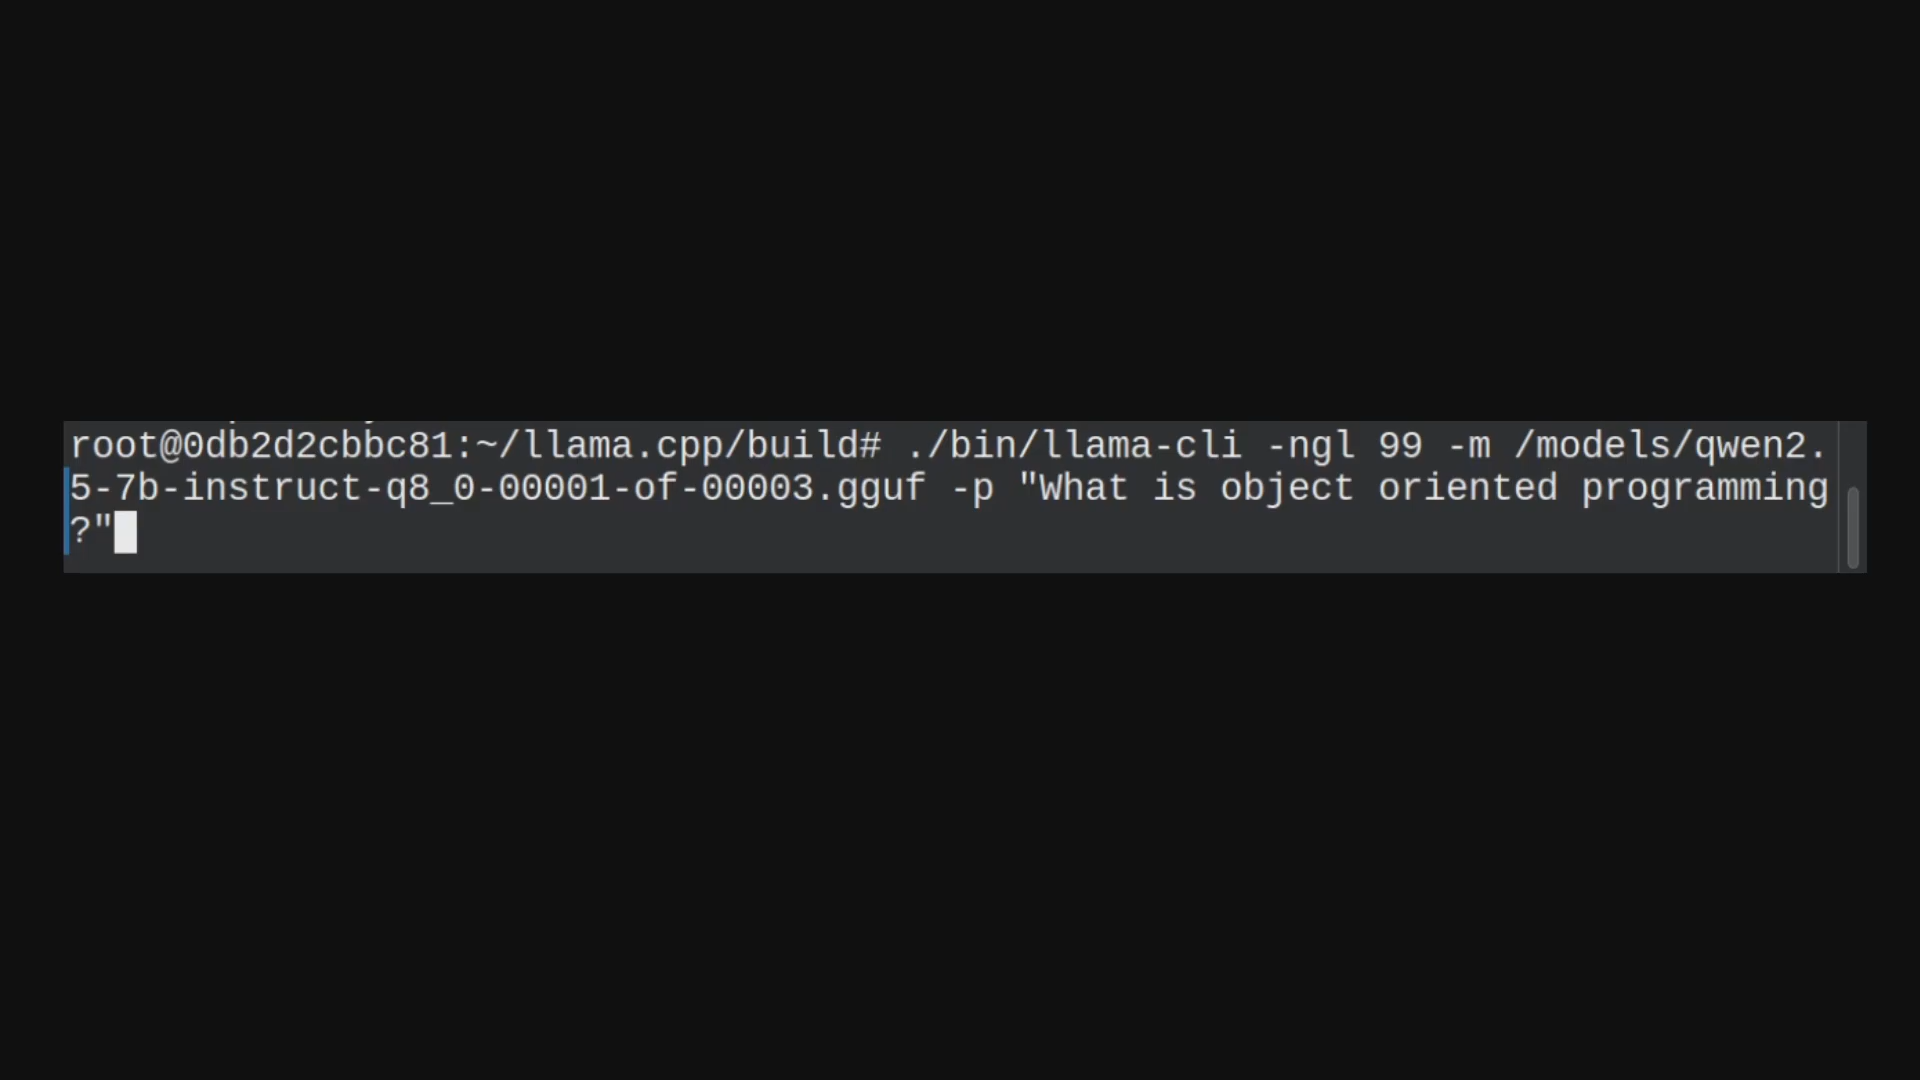 root@0db2d2cbbc81:~/llama.cpp/build# ./bin/llama-cli -ngl 99 -m /models/qwen2.
5-7b-instruct-q8_0-00001-of-00003.gguf -p "What is object oriented programming
?"